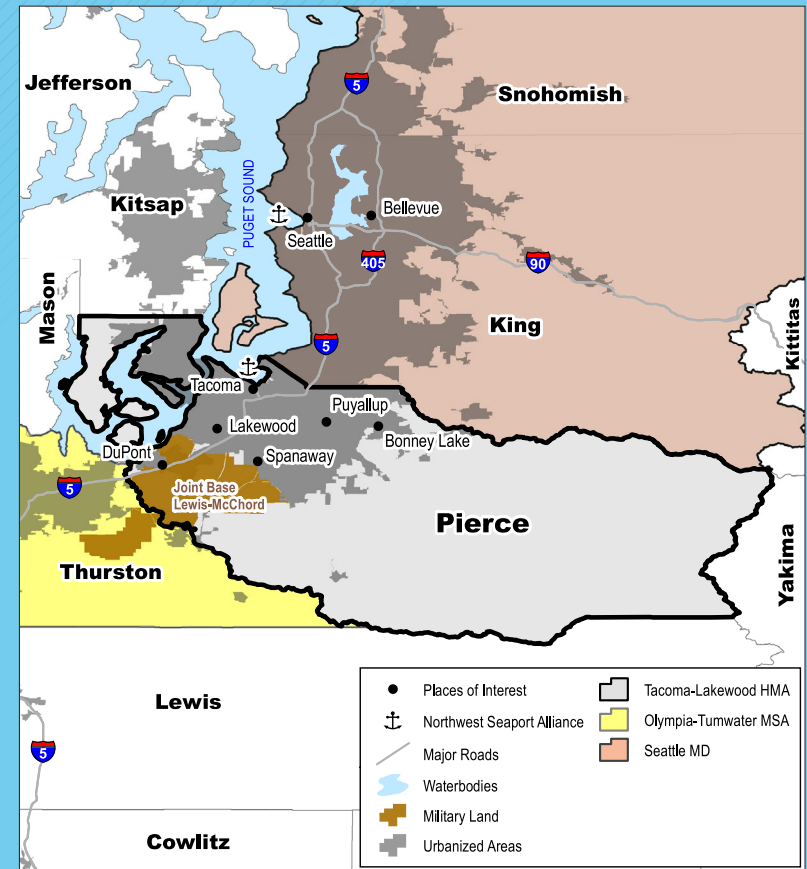 Jefferson
5
Snohomish
Kitsap
PUGET SOUND
Bellevue
Seattle
405
90
Mason
King
Kittitas
5
Tacoma
Puyallup
Lakewood
Bonney Lake
DuPont
Spanaway
5
Joint Base
Lewis-McChord
Pierce
Thurston
Yakima
Lewis
5
Cowlitz
Places of Interest
Northwest Seaport Alliance
Major Roads
Waterbodies
Military Land
Urbanized Areas
Tacoma-Lakewood HMA
Olympia-Tumwater MSA
Seattle MD